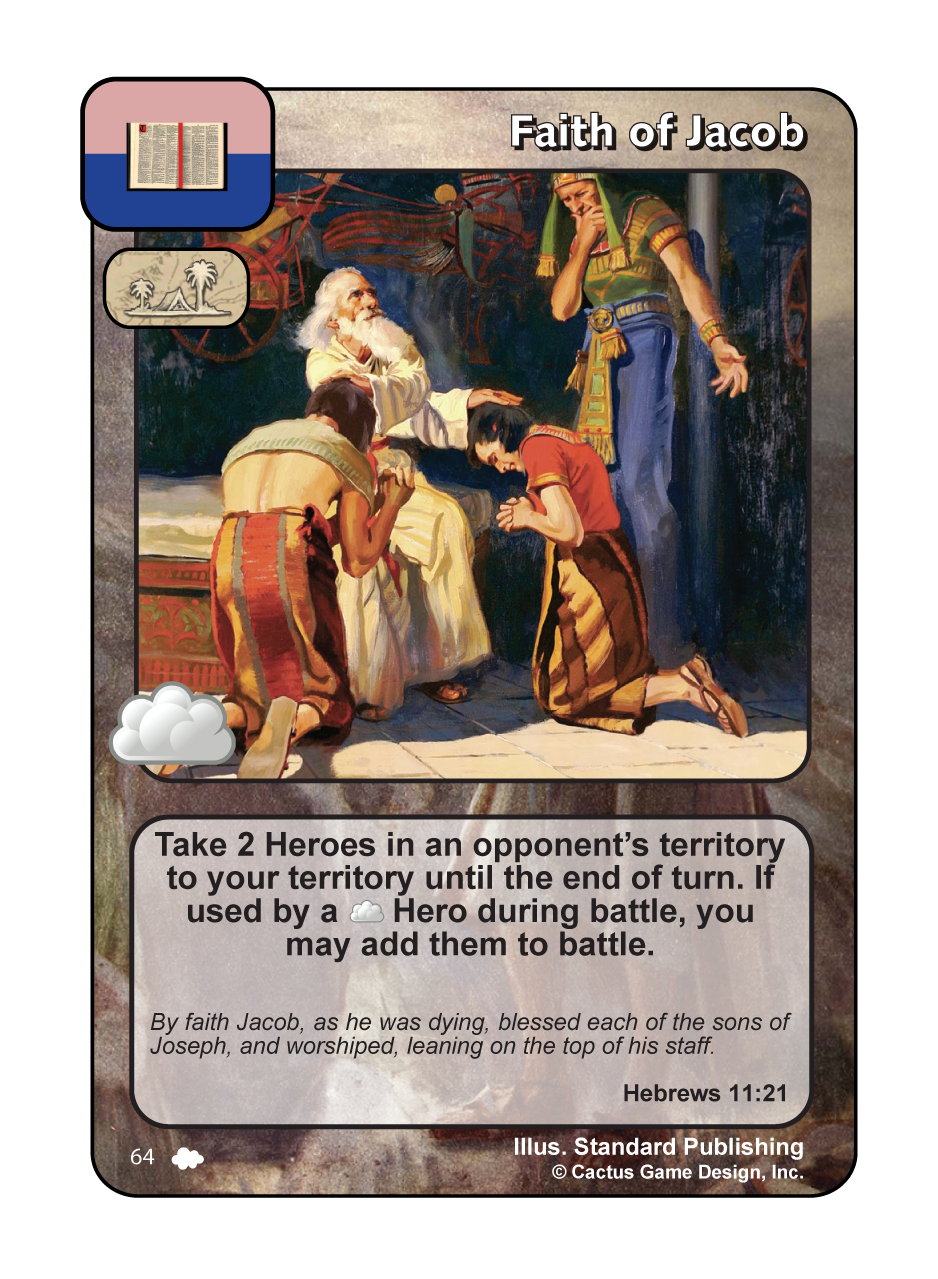 Faith of Jacob
Take 2 Heroes in an opponent's territory
to your territory until the end of turn. If
used by a Hero during battle, you
may add them to battle.
By faith Jacob, as he was dying, blessed each of the sons of
Joseph, and worshiped, leaning on the top of his staff.
Hebrews 11:21
64
Illus. Standard Publishing
© Cactus Game Design, Inc.